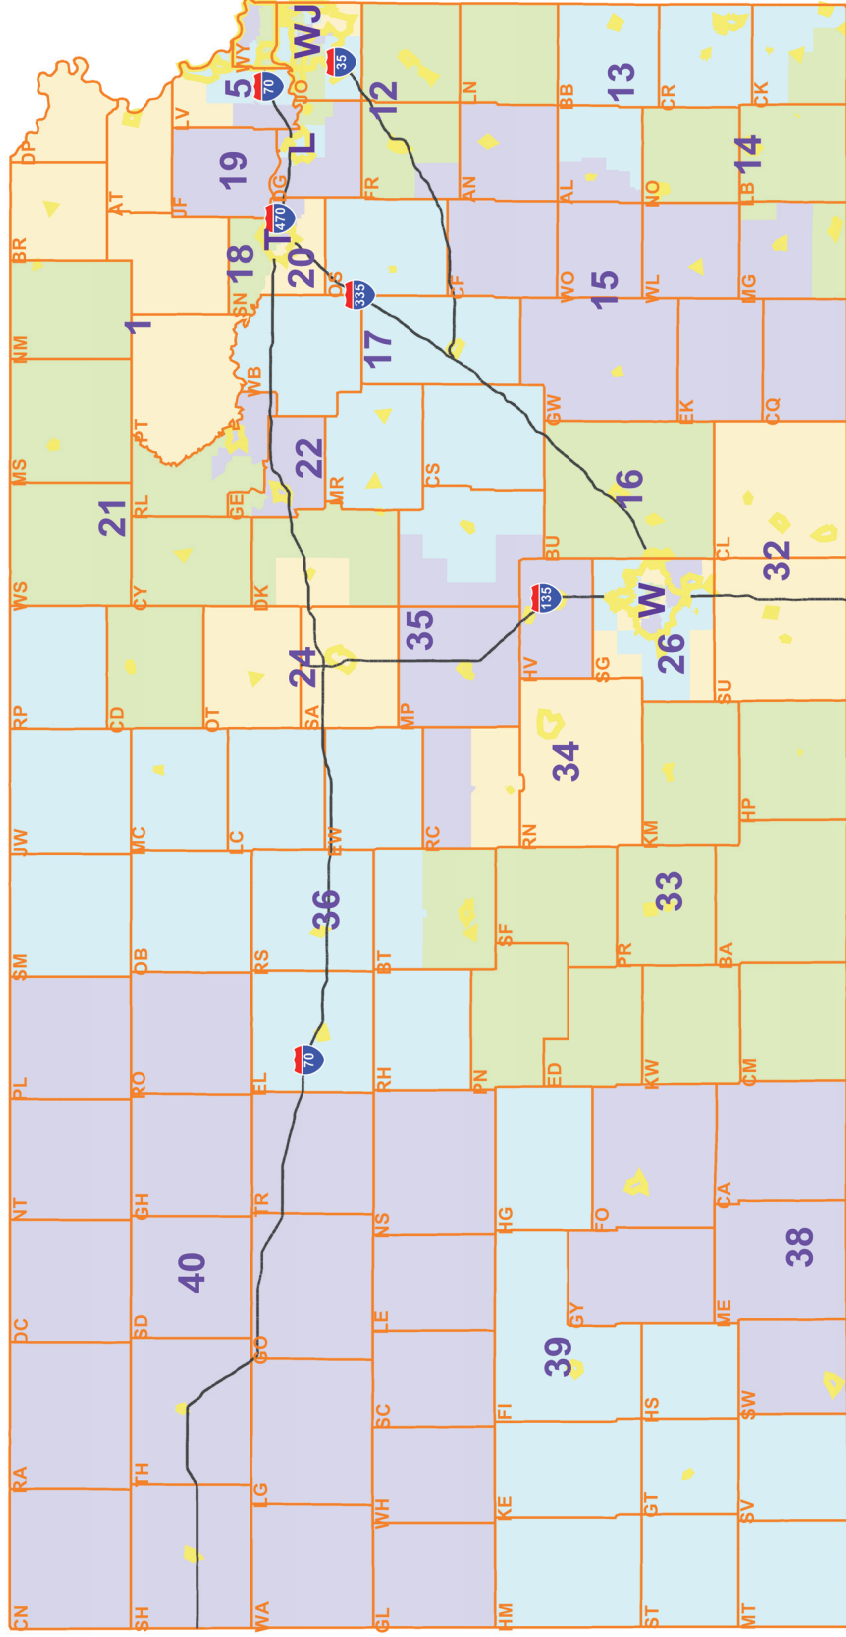 CN
RA
DC
NT
PL
SM
JW
RP
WS
MS
NM
BR
DP
21
AT
CD
1
SH
TH
SD
GH
RO
OB
MC
CY
RL
PT
JF
LV
40
19
OT
LC
GE
18
SN
5
WY
WA
LG
GO
TR
EL
RS
DK
WB
70
T
470
DG
24
22
20
L
JO
WJ
70
SA
36
EW
MR
OS
35
335
17
FR
12
GL
WH
SC
LE
NS
RH
BT
MP
35
RC
CS
CF
AN
LN
PN
HM
KE
FI
HG
SF
RN
HV
135
39
ED
34
BU
GW
WO
AL
BB
GY
FO
PR
SG
15
13
16
W
ST
GT
HS
KW
KM
26
WL
NO
33
EK
CR
ME
CA
BA
SU
CL
MT
SV
SW
CM
HP
MG
LB
14
32
CQ
CK
38